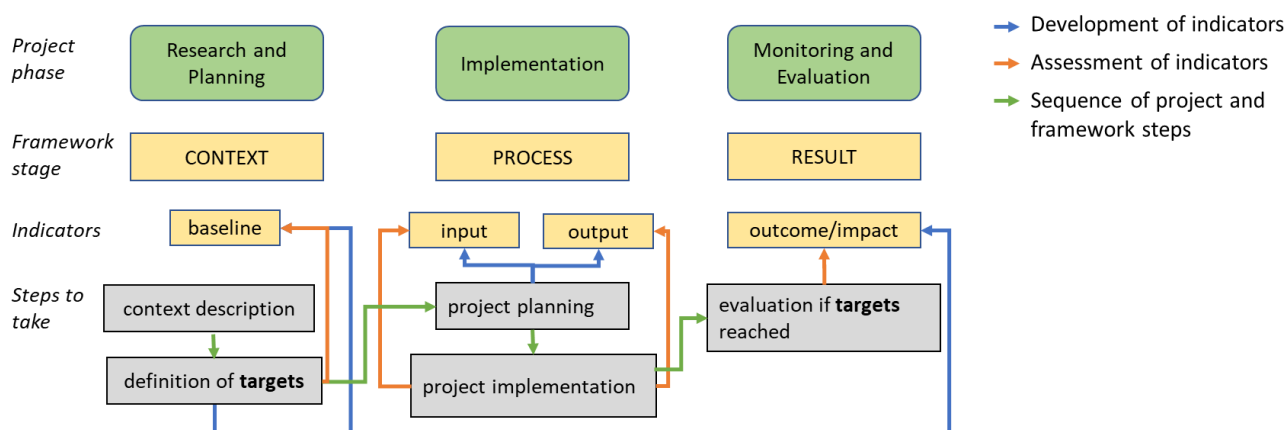 Project
phase
Research and
Planning
Implementation
Monitoring and
Evaluation
Development of indicators
Assessment of indicators
Sequence of project and
framework steps
Framework
stage
CONTEXT
PROCESS
RESULT
Indicators
baseline
input
output
outcome/impact
Steps to
take
context description
project planning
evaluation if targets
reached
definition of targets
project implementation